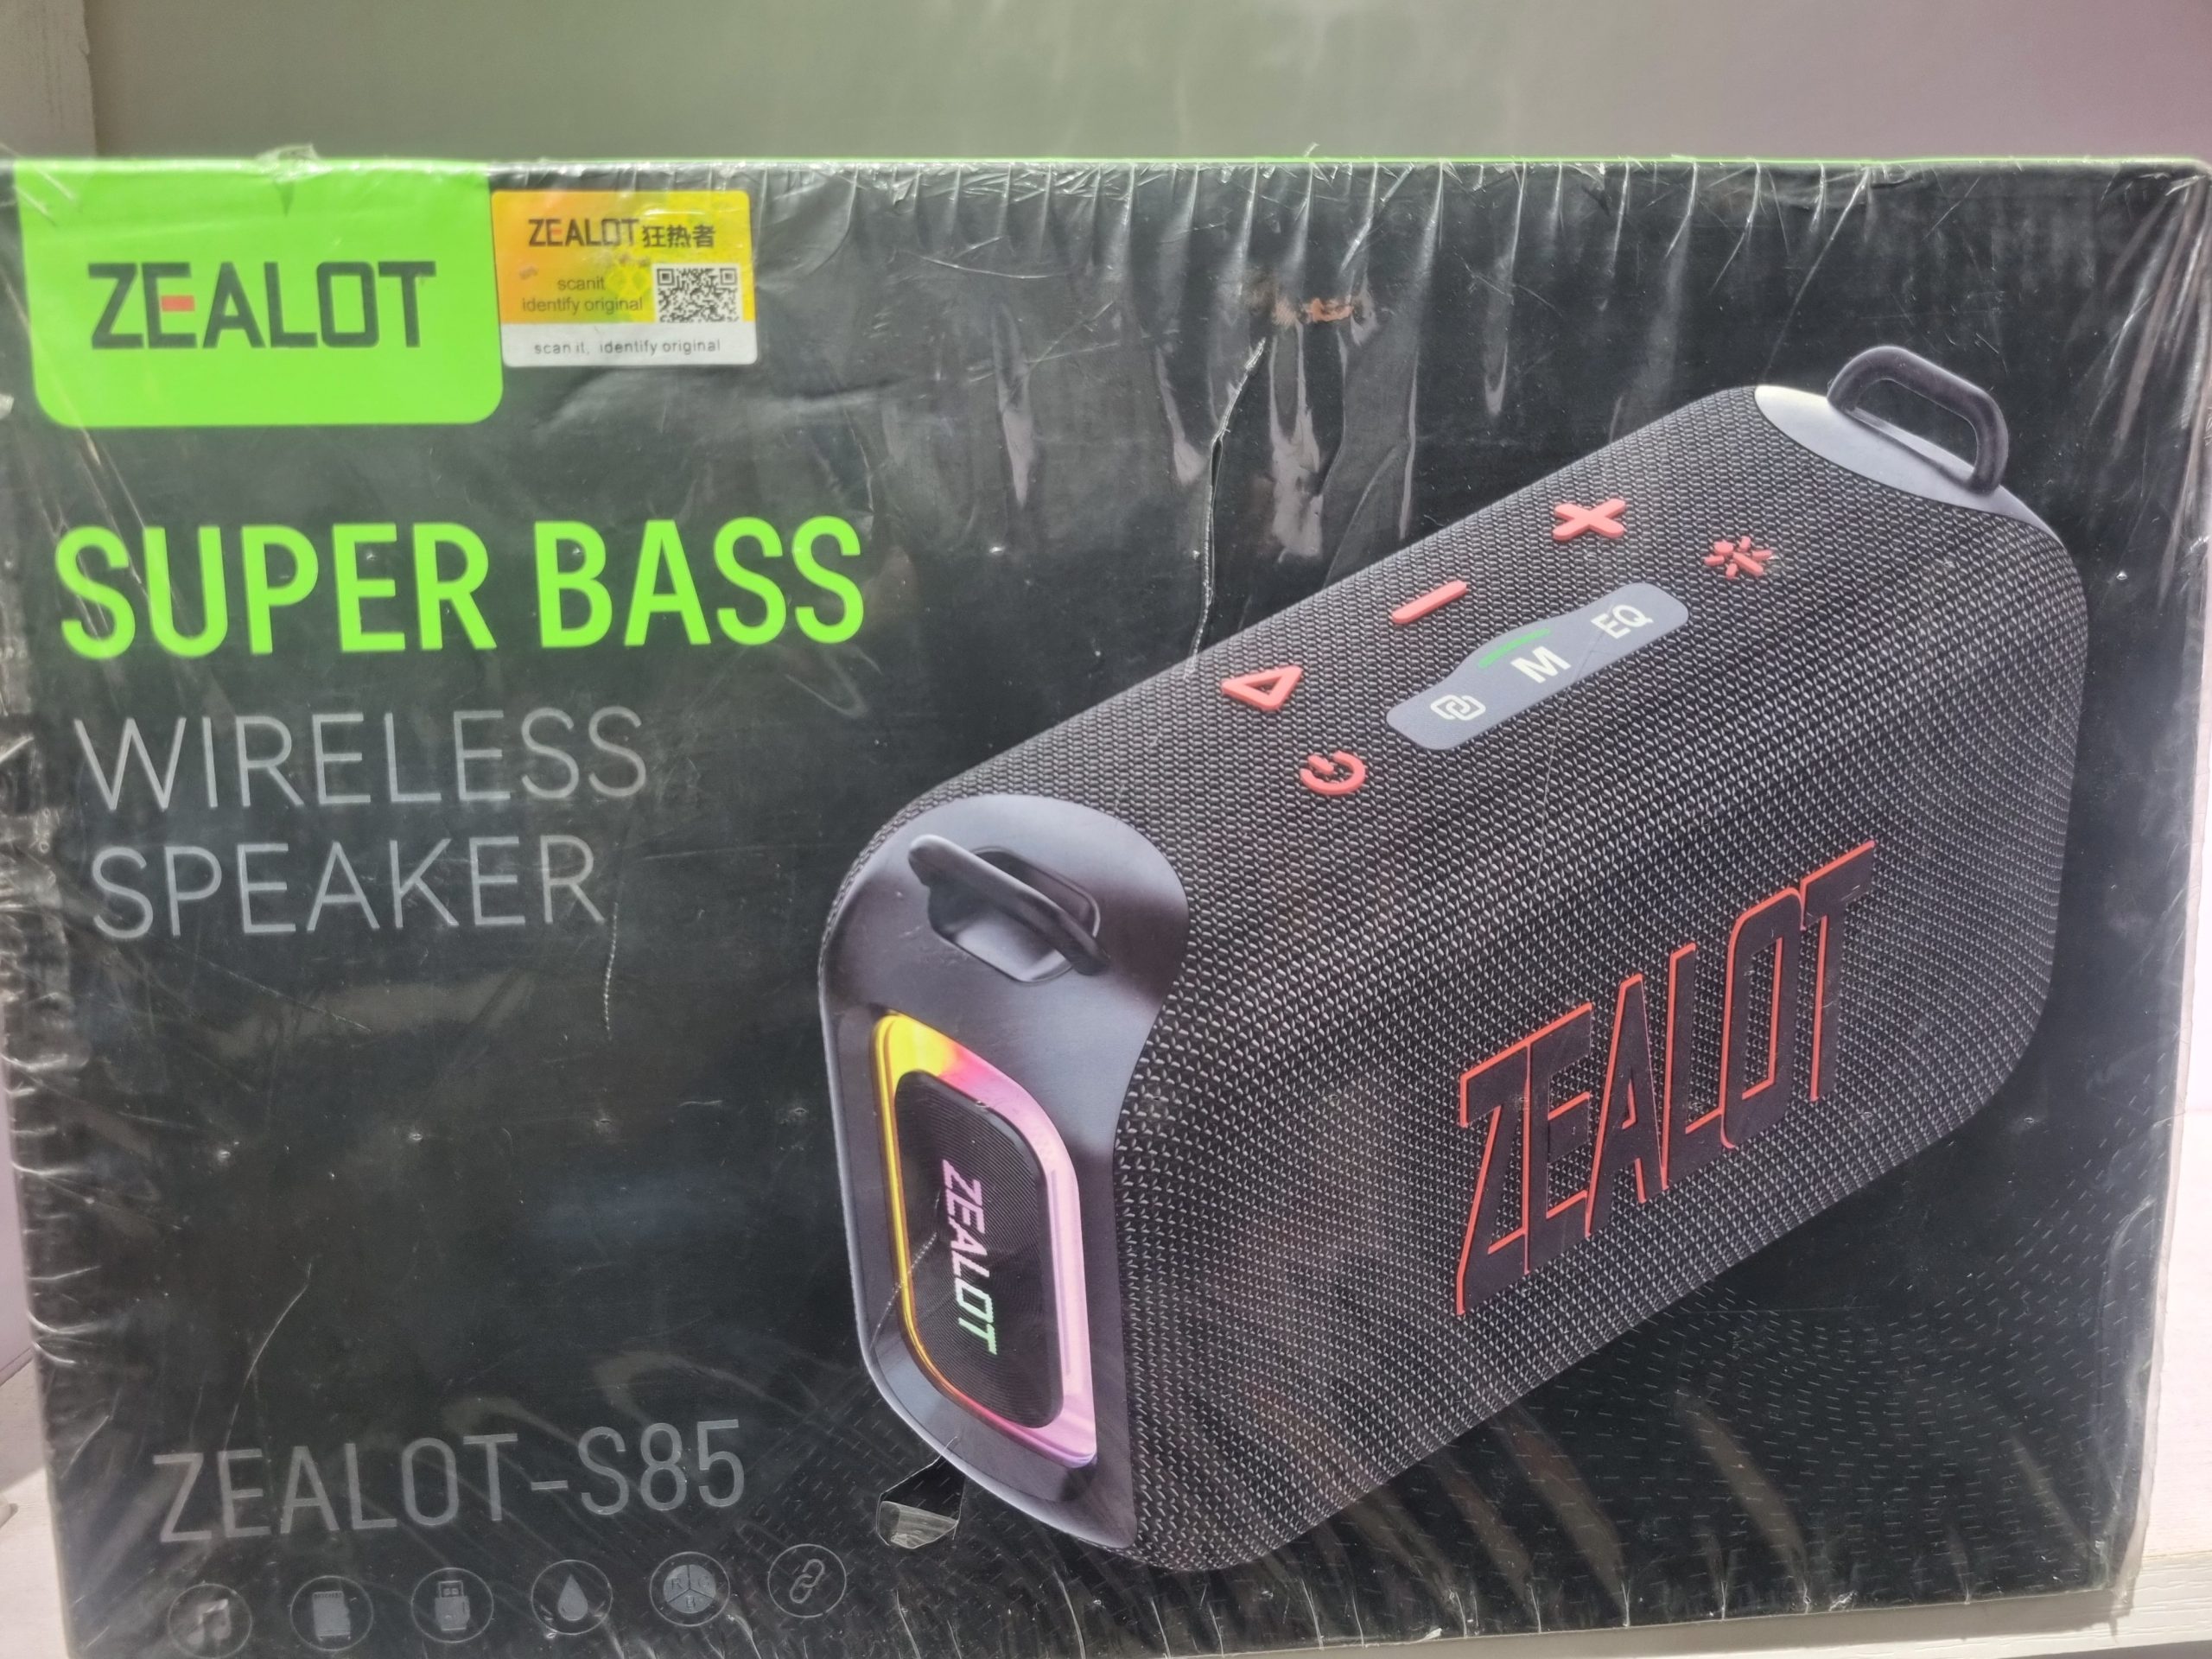 ZEALOT
ZEALOT狂热者
scanit
identify original
scan it, identify original
SUPER BASS
WIRELESS
SPEAKER
EQ
M
ZEALOT
ZEALOT
ZEALOT-S85
R G
B